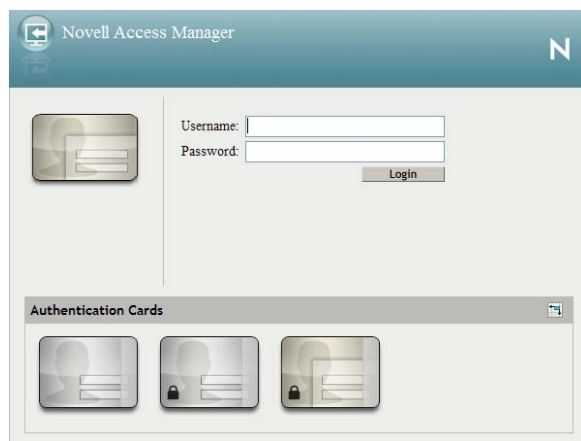 Novell Access Manager
N
Username:
Password:
Login
Authentication Cards